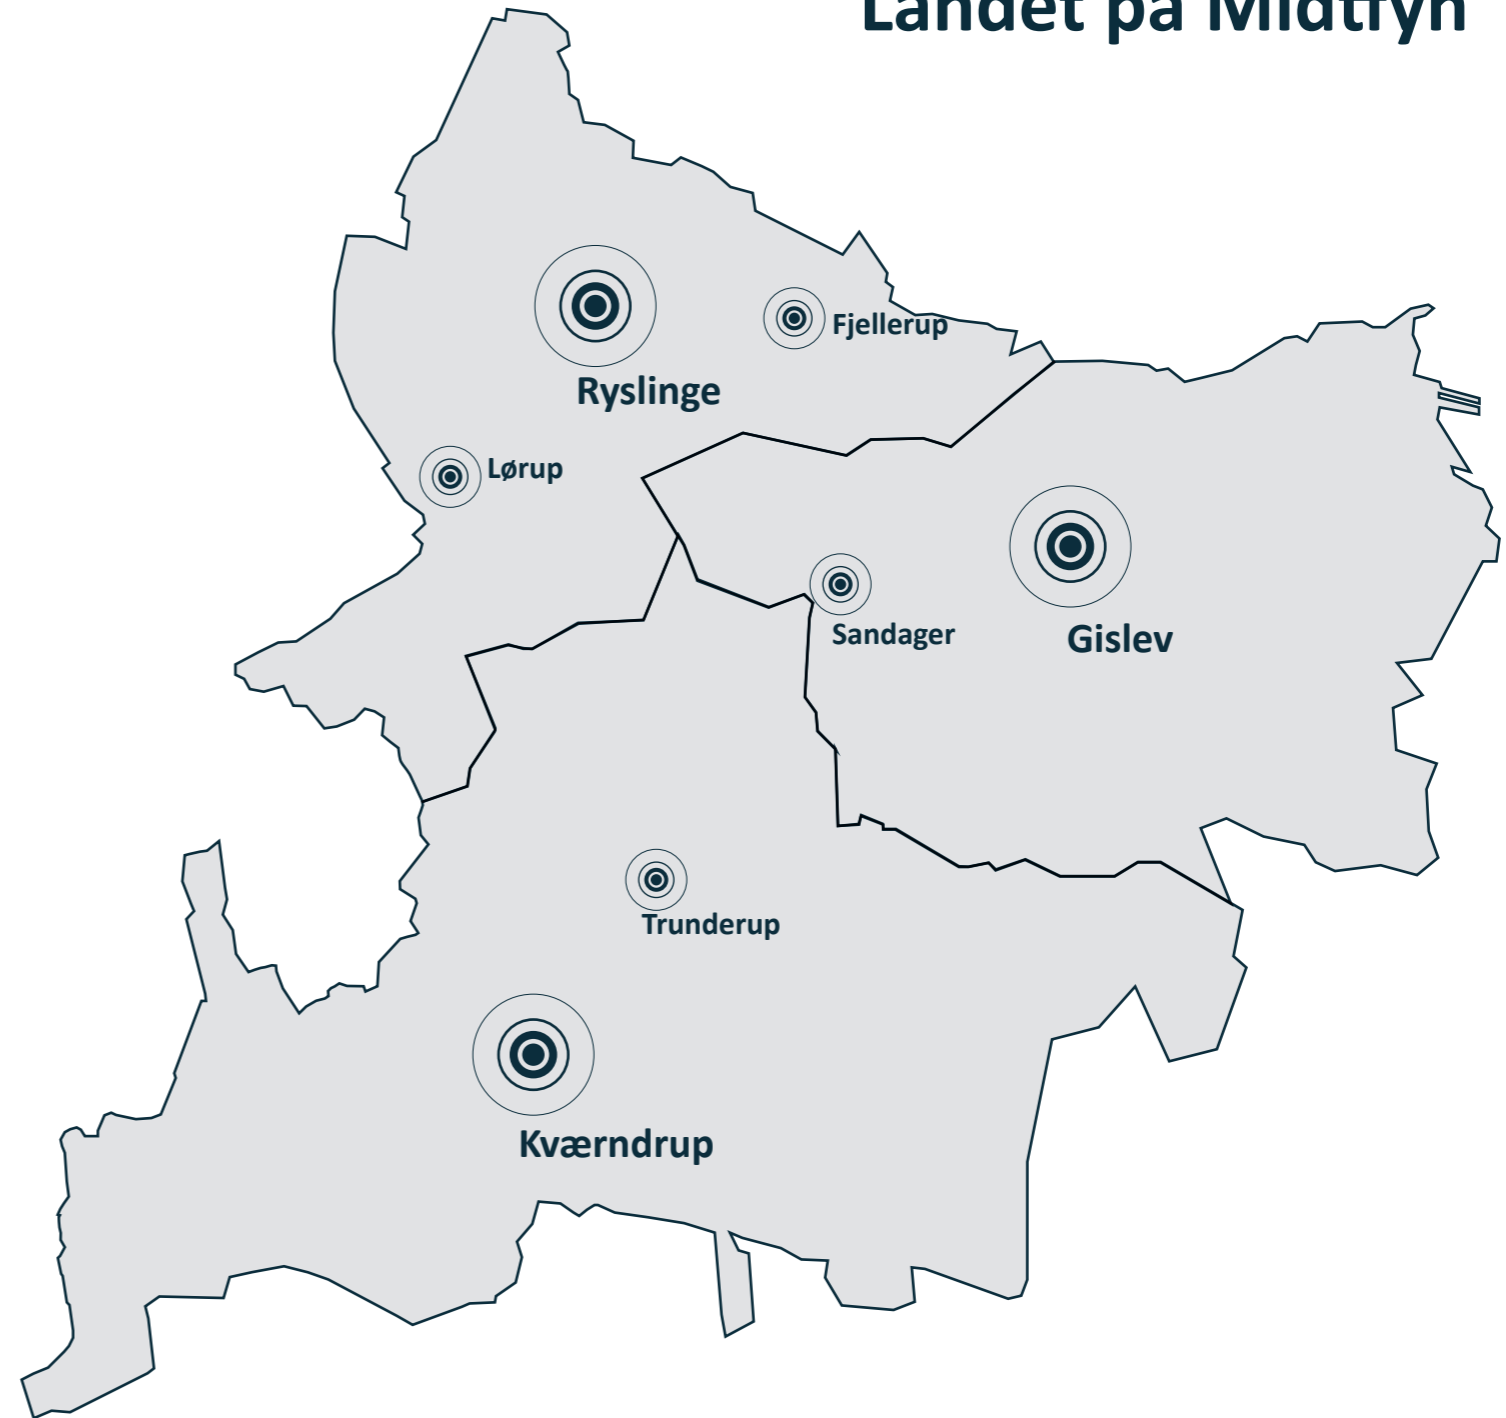 Landet på Midtfyn
Fjellerup
Ryslinge
Lørup
Sandager
Gislev
Trunderup
Kværndrup